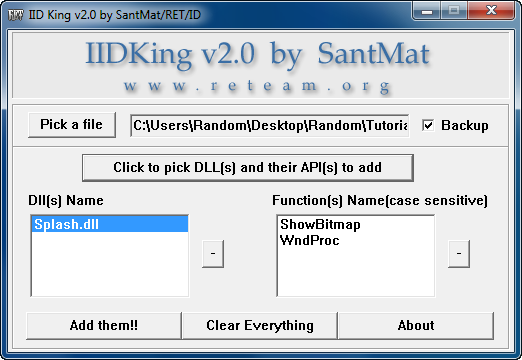 IID King v2.0 by SantMat/RET/ID
IIDKing v2.0 by SantMat
www.reteam.org
Pick a file
C:\Users\Random\Desktop\Random\Tutoria
Backup
Click to pick DLL(s) and their API(s) to add
Dll(s) Name
Function(s) Name(case sensitive)
Splash.dll
-
ShowBitmap
WndProc
-
Add them!!
Clear Everything
About